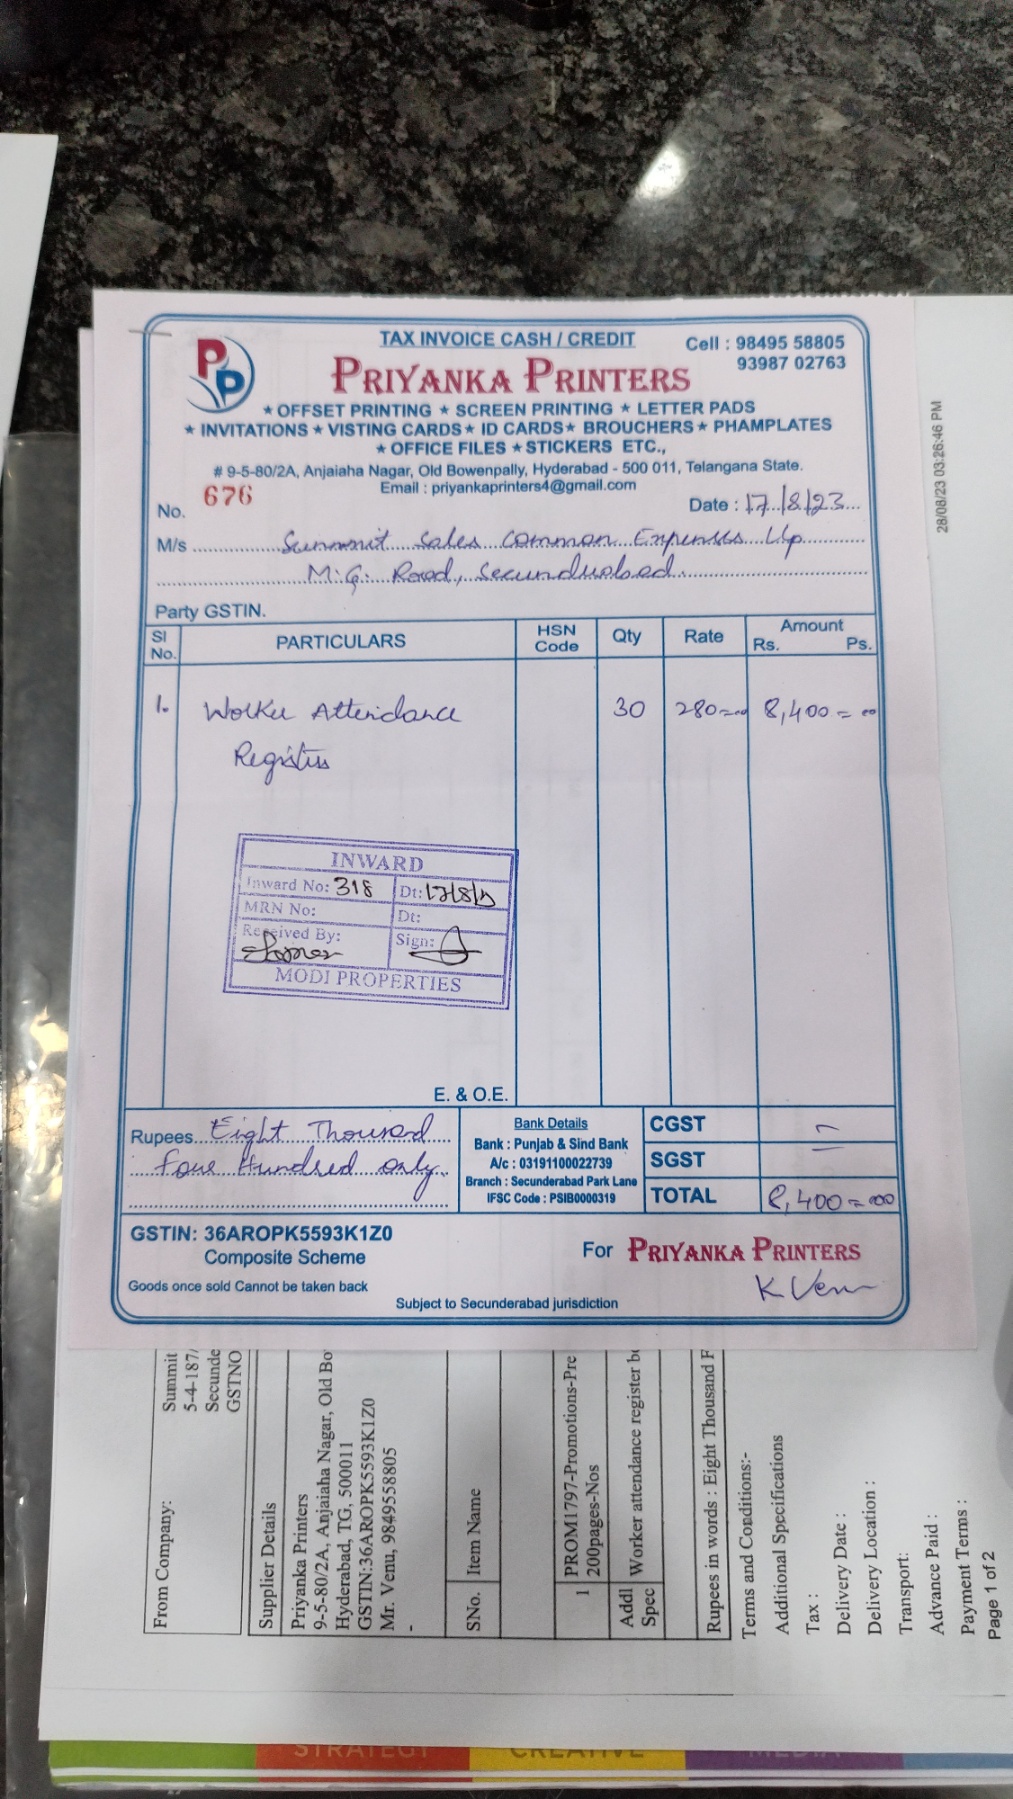 TAX INVOICE CASH / CREDIT
Cell : 98495 58805
93987 02763
PP
PRIYANKA PRINTERS
★ OFFSET PRINTING ★ SCREEN PRINTING ★ LETTER PADS
★ INVITATIONS ★ VISTING CARDS ★ ID CARDS ★ BROUCHERS ★ PHAMPLATES
★ OFFICE FILES ★ STICKERS ETC.,
# 9-5-80/2A, Anjaiaha Nagar, Old Bowenpally, Hyderabad - 500 011, Telangana State.
Email : priyankaprinters4@gmail.com
No. 676
Date : 17/8/23
M/s Summit Sales Common Expenses Llp
M.G. Road, Secunderabad.
Party GSTIN.
Sl No. PARTICULARS HSN Code Qty Rate Amount Rs. Ps.
1. Worker Attendance 30 280=00 8,400=00
Registers
INWARD
Inward No: 318 Dt: 17/8/23
MRN No: Dt:
Received By: Sign:
MODI PROPERTIES
E. & O.E.
Rupees Eight Thousand
Four Hundred only.
Bank Details
Bank : Punjab & Sind Bank
A/c : 03191100022739
Branch : Secunderabad Park Lane
IFSC Code : PSIB0000319
CGST
SGST
TOTAL 8,400=00
GSTIN: 36AROPK5593K1Z0
Composite Scheme
For PRIYANKA PRINTERS
K Venu
Goods once sold Cannot be taken back
Subject to Secunderabad jurisdiction
28/08/23 03:26:46 PM
From Company:
Summit
5-4-187/
Secunde
GSTNO
Supplier Details
Priyanka Printers
9-5-80/2A, Anjaiaha Nagar, Old Bo
Hyderabad, TG, 500011
GSTIN:36AROPK5593K1Z0
Mr. Venu, 9849558805
-
SNo. Item Name
1 PROM1797-Promotions-Pre
200pages-Nos
Addl Spec Worker attendance register b
Rupees in words : Eight Thousand F
Terms and Conditions:-
Additional Specifications
Tax :
Delivery Date :
Delivery Location :
Transport:
Advance Paid :
Payment Terms :
Page 1 of 2
STRATEGY CREATIVE MEDIA